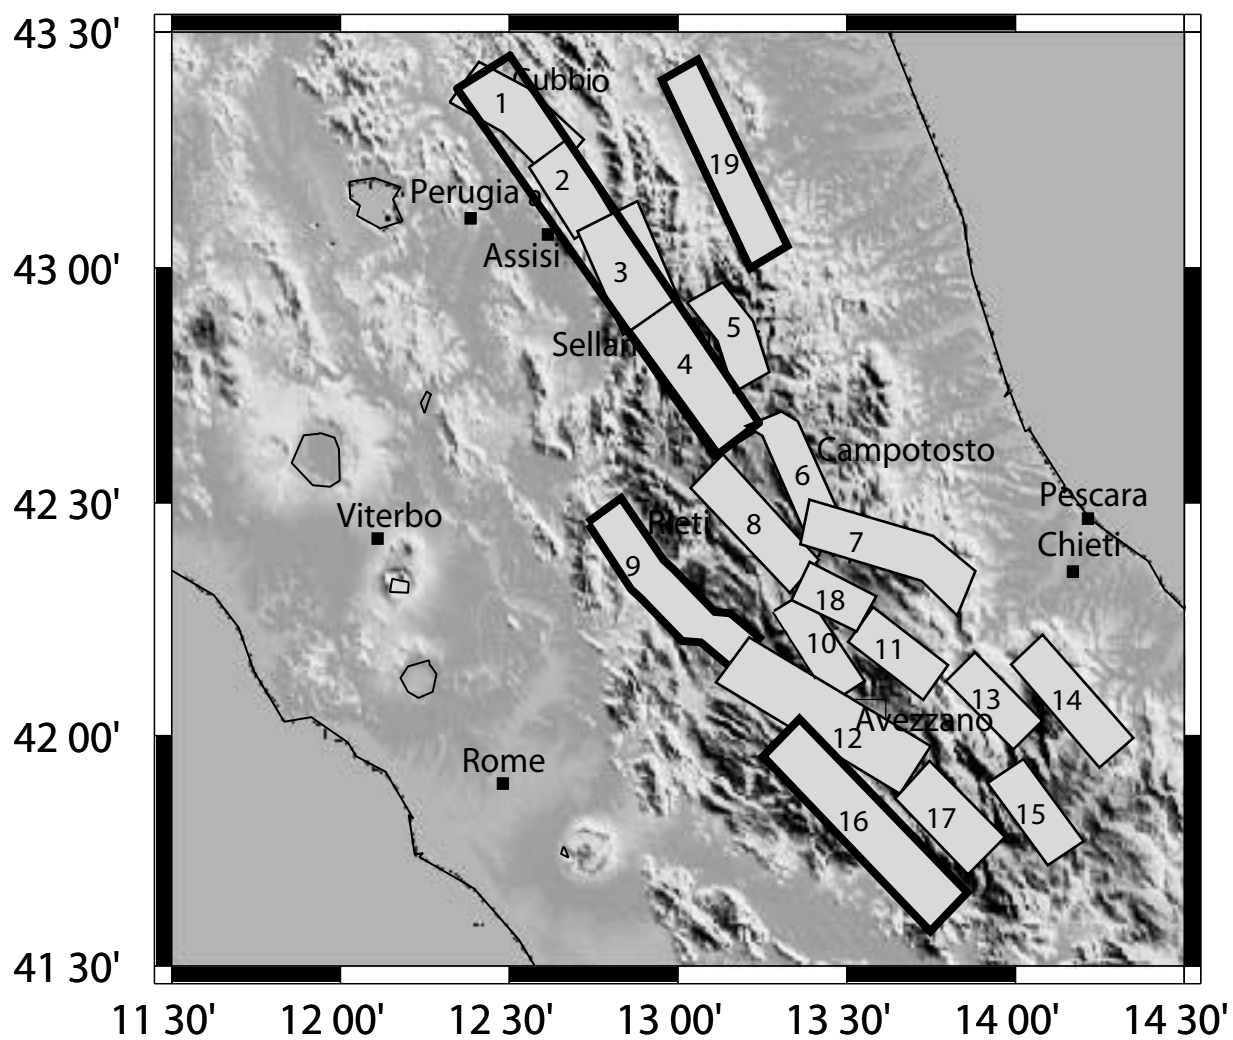 43 30'
Gubbio
1
19
2
Perugia
a
Assisi
43 00'
3
5
Sellan
4
Campotosto
6
42 30'
Pescara
Viterbo
Rieti
8
7
Chieti
9
18
10
11
13
14
Avezzano
42 00'
12
Rome
16
17
15
41 30'
11 30' 12 00' 12 30' 13 00' 13 30' 14 00' 14 30'